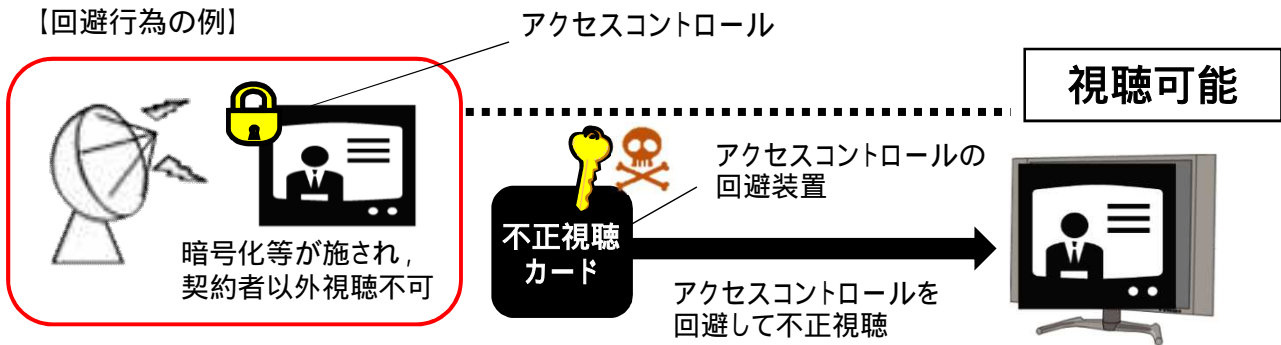 【回避行為の例】
アクセスコントロール
視聴可能
アクセスコントロールの
回避装置
不正視聴
カード
暗号化等が施され，
契約者以外視聴不可
アクセスコントロールを
回避して不正視聴